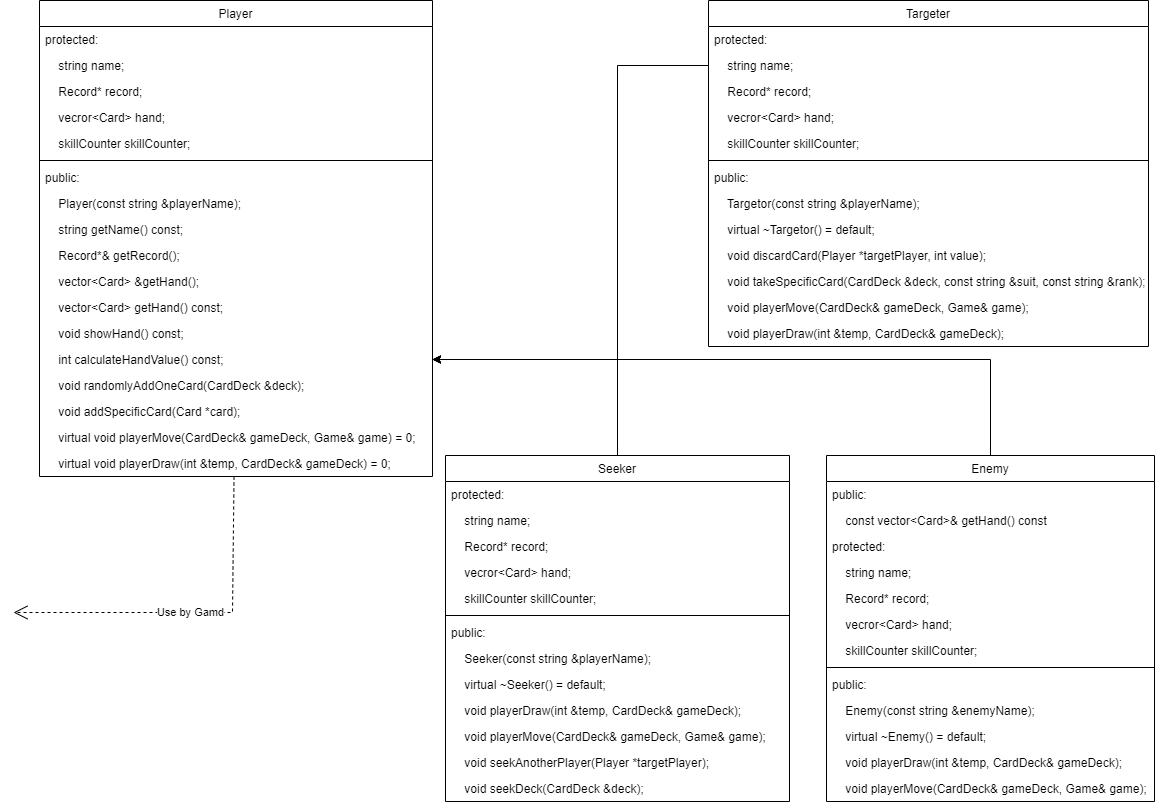 Player
protected:
string name;
Record* record;
vecror<Card> hand;
skillCounter skillCounter;
public:
Player(const string &playerName);
string getName() const;
Record*& getRecord();
vector<Card> &getHand();
vector<Card> getHand() const;
void showHand() const;
int calculateHandValue() const;
void randomlyAddOneCard(CardDeck &deck);
void addSpecificCard(Card *card);
virtual void playerMove(CardDeck& gameDeck, Game& game) = 0;
virtual void playerDraw(int &temp, CardDeck& gameDeck) = 0;
Use by Gamd
Targeter
protected:
string name;
Record* record;
vecror<Card> hand;
skillCounter skillCounter;
public:
Targetor(const string &playerName);
virtual ~Targetor() = default;
void discardCard(Player *targetPlayer, int value);
void takeSpecificCard(CardDeck &deck, const string &suit, const string &rank);
void playerMove(CardDeck& gameDeck, Game& game);
void playerDraw(int &temp, CardDeck& gameDeck);
Seeker
protected:
string name;
Record* record;
vecror<Card> hand;
skillCounter skillCounter;
public:
Seeker(const string &playerName);
virtual ~Seeker() = default;
void playerDraw(int &temp, CardDeck& gameDeck);
void playerMove(CardDeck& gameDeck, Game& game);
void seekAnotherPlayer(Player *targetPlayer);
void seekDeck(CardDeck &deck);
Enemy
public:
const vector<Card>& getHand() const
protected:
string name;
Record* record;
vecror<Card> hand;
skillCounter skillCounter;
public:
Enemy(const string &enemyName);
virtual ~Enemy() = default;
void playerDraw(int &temp, CardDeck& gameDeck);
void playerMove(CardDeck& gameDeck, Game& game);